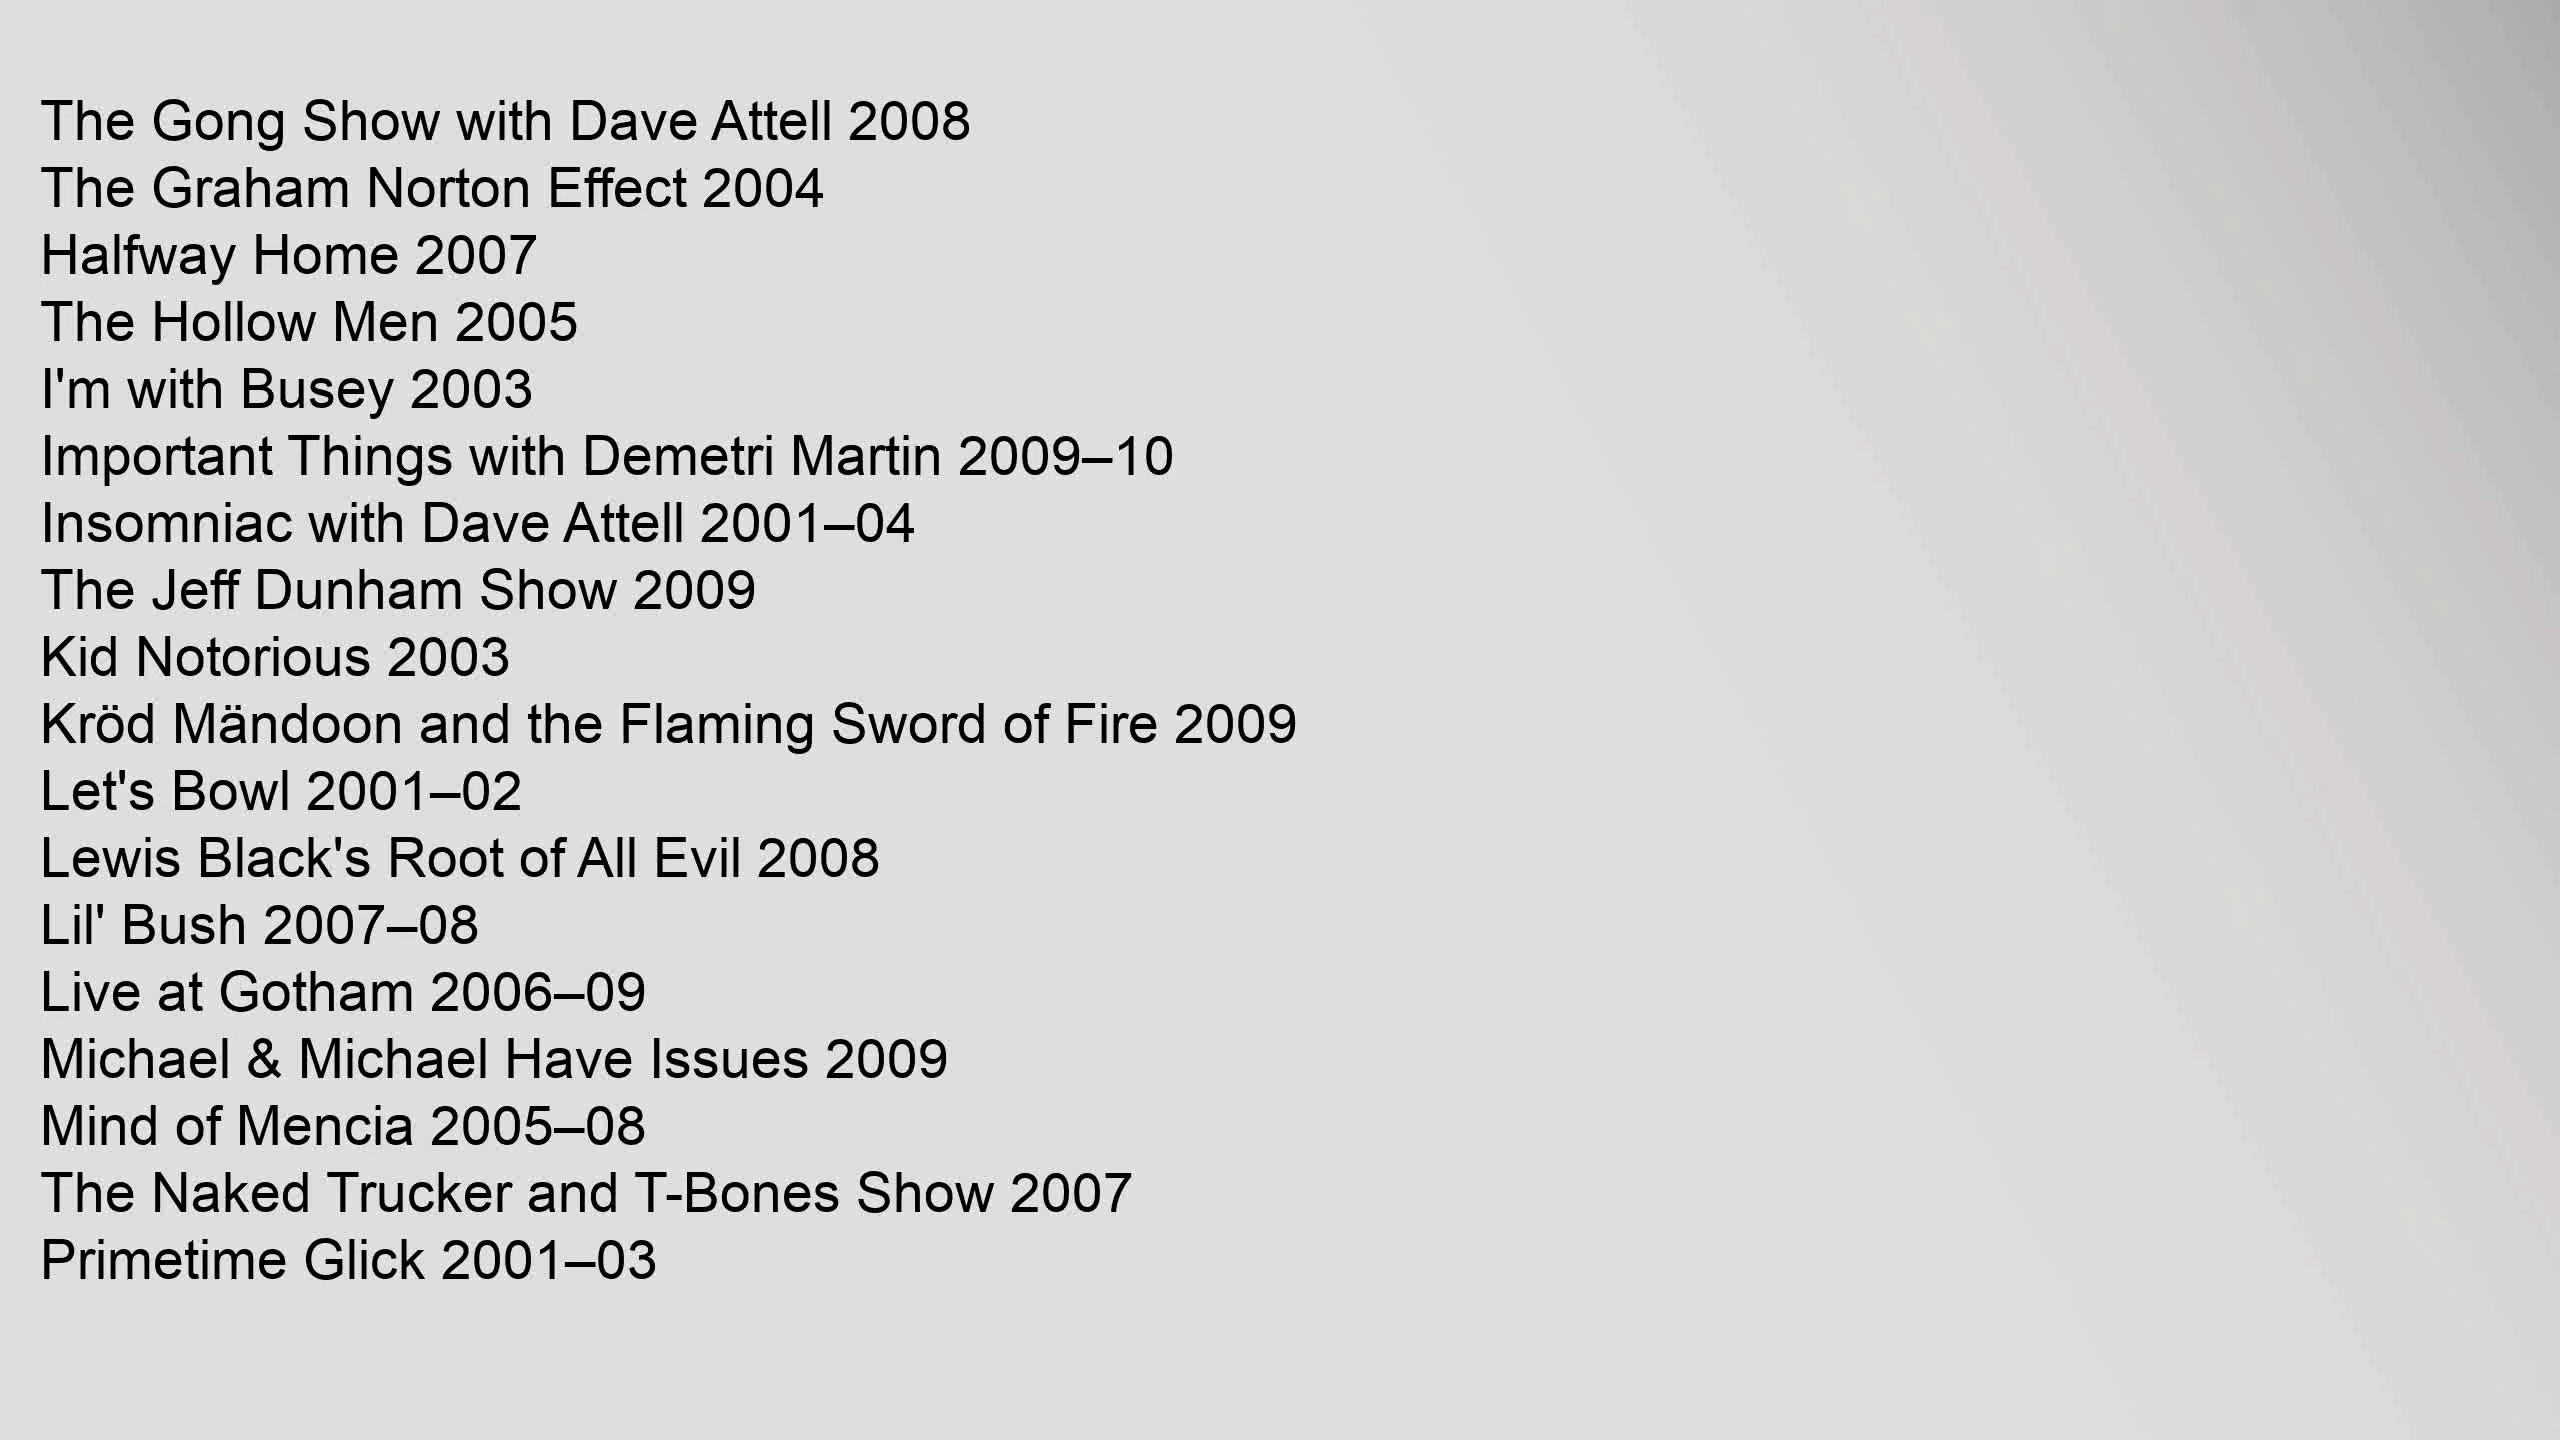 The Gong Show with Dave Attell 2008
The Graham Norton Effect 2004
Halfway Home 2007
The Hollow Men 2005
I'm with Busey 2003
Important Things with Demetri Martin 2009–10
Insomniac with Dave Attell 2001–04
The Jeff Dunham Show 2009
Kid Notorious 2003
Kröd Mändoon and the Flaming Sword of Fire 2009
Let's Bowl 2001–02
Lewis Black's Root of All Evil 2008
Lil' Bush 2007–08
Live at Gotham 2006–09
Michael & Michael Have Issues 2009
Mind of Mencia 2005–08
The Naked Trucker and T-Bones Show 2007
Primetime Glick 2001–03